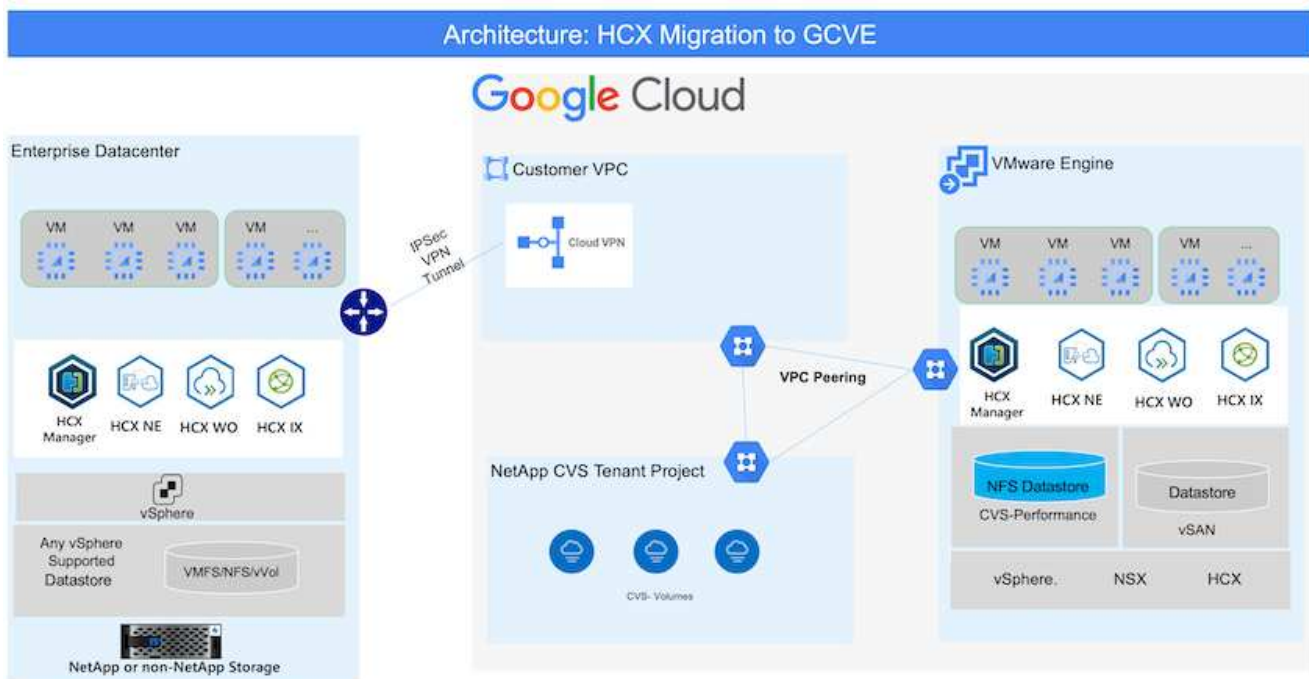 Architecture: HCX Migration to GCVE
Google Cloud
Enterprise Datacenter
VM VM VM VM ...
IPSec
VPN
Tunnel
HCX
Manager
HCX NE
HCX WO
HCX IX
vSphere
Any vSphere
Supported
Datastore
VMFS/NFS/vVol
NetApp or non-NetApp Storage
Customer VPC
Cloud VPN
VPC Peering
NetApp CVS Tenant Project
CVS- Volumes
VMware Engine
VM VM VM VM ...
HCX
Manager
HCX NE
HCX WO
HCX IX
NFS Datastore
CVS-Performance
Datastore
vSAN
vSphere. NSX HCX